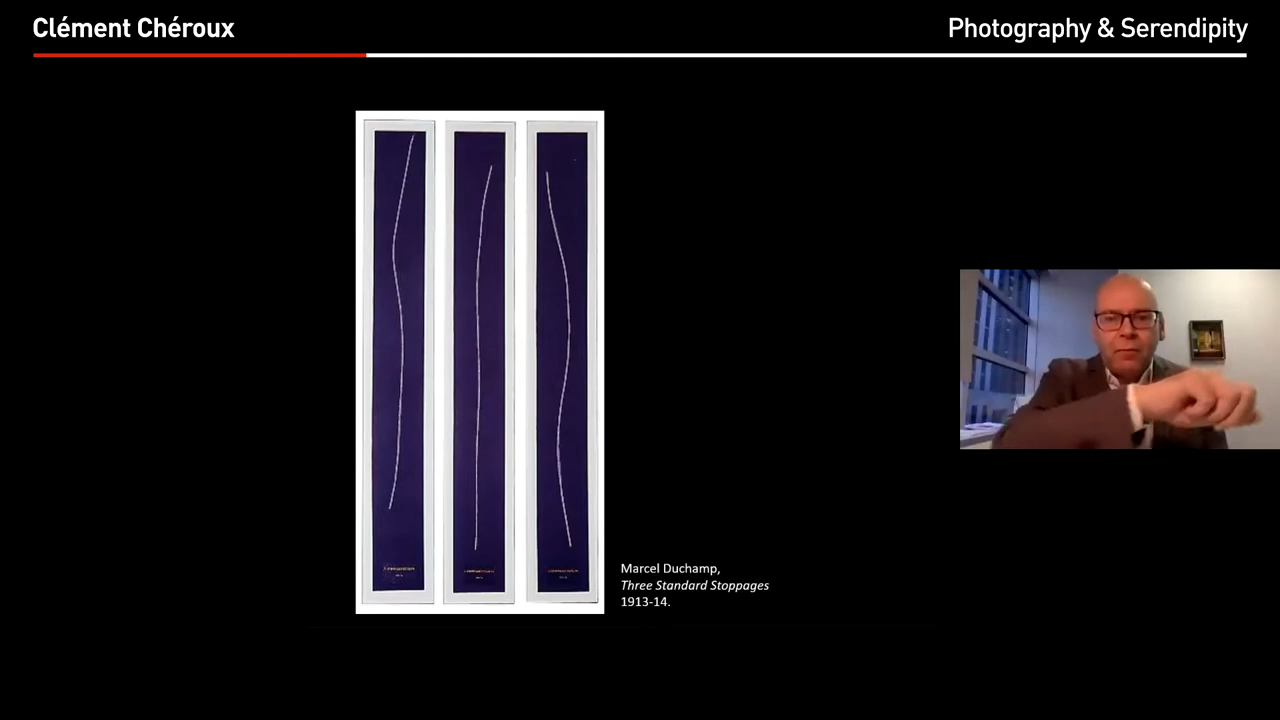 Clément Chéroux
Photography & Serendipity
Marcel Duchamp,
Three Standard Stoppages
1913-14.